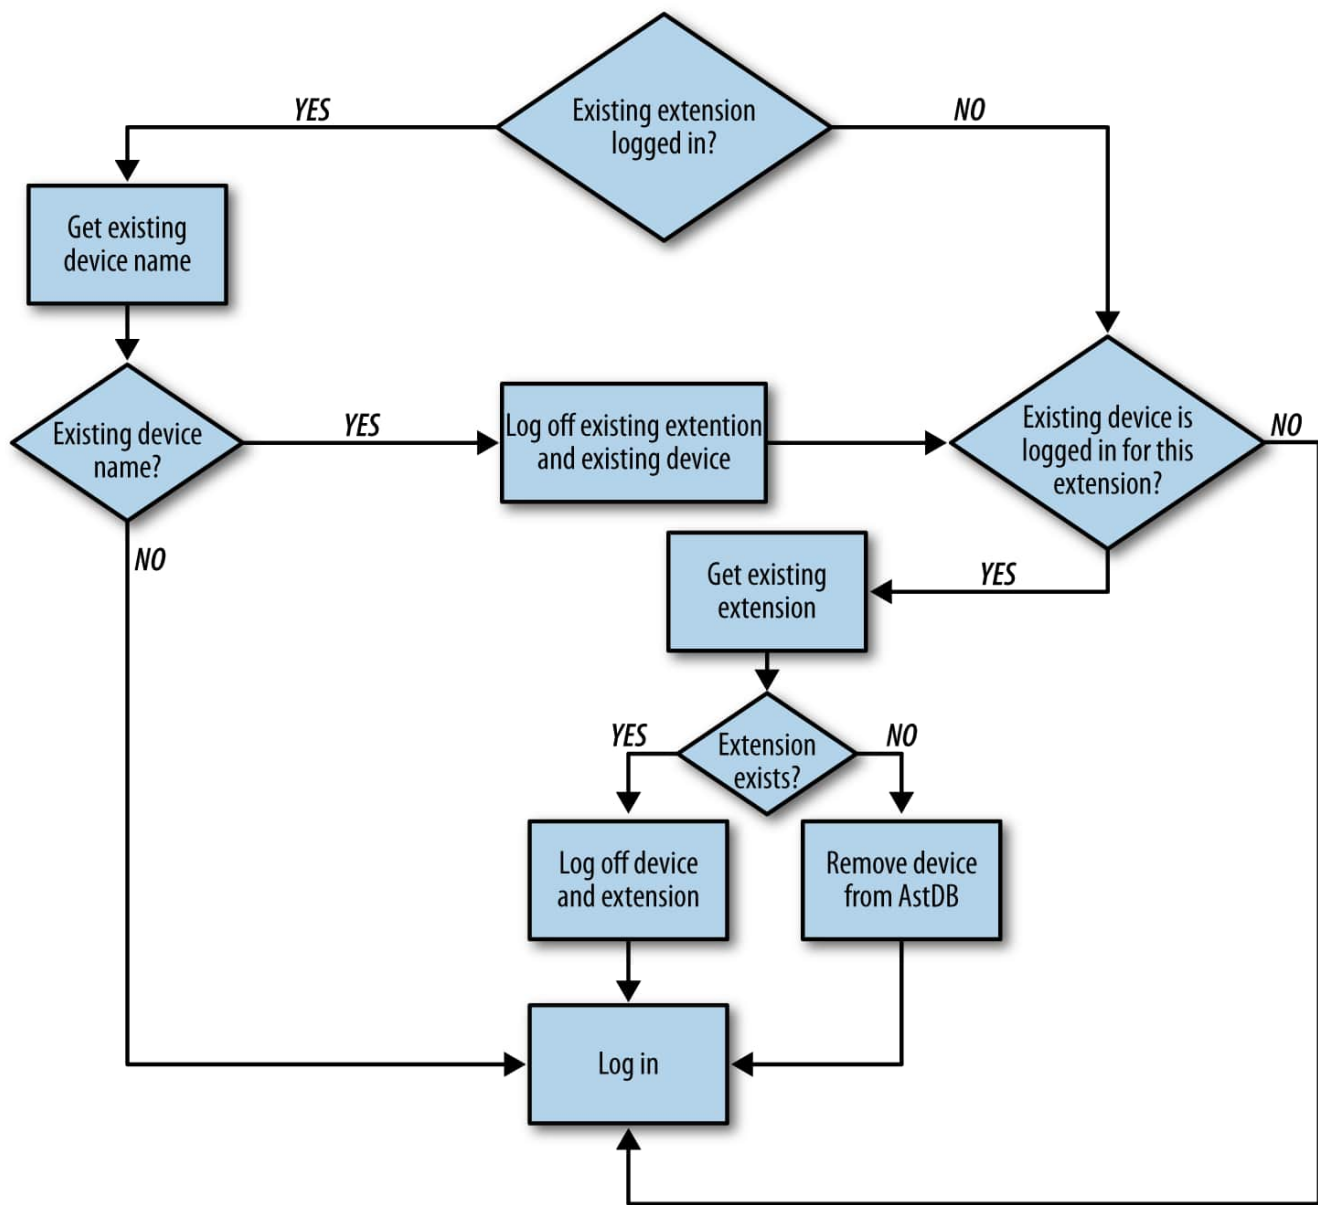 Existing extension
logged in?
YES
NO
Get existing
device name
Existing device
name?
YES
Log off existing extention
and existing device
Existing device is
logged in for this
extension?
NO
NO
Get existing
extension
YES
YES
Extension
exists?
NO
Log off device
and extension
Remove device
from AstDB
Log in